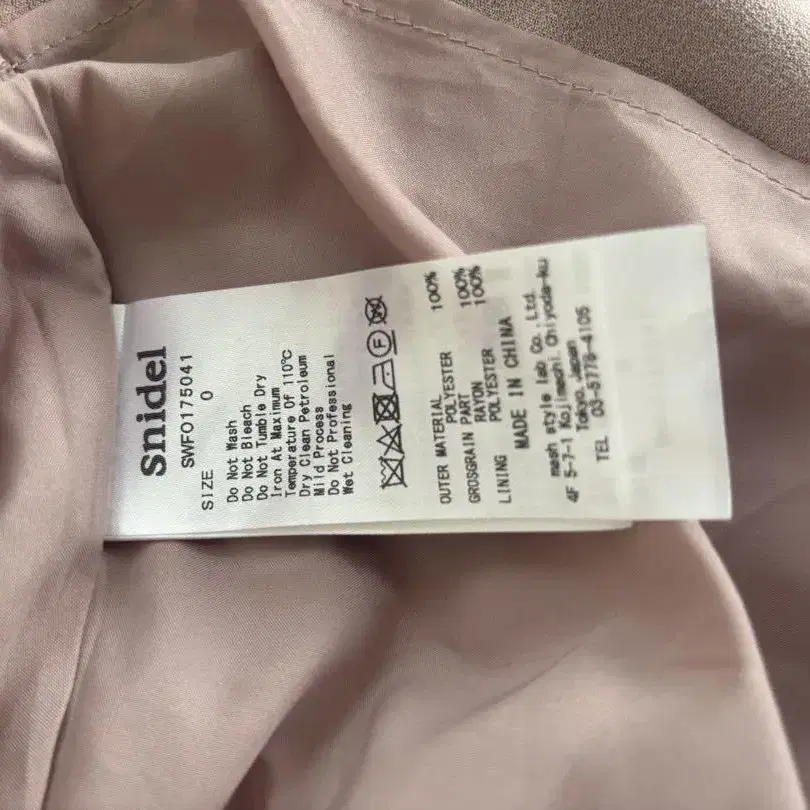 Snidel
SWFO175041
SIZE 0
Do Not Wash
Do Not Bleach
Do Not Tumble Dry
Iron At Maximum
Temperature Of 110℃
Dry Clean Petroleum
Mild Process
Do Not Professional
Wet Cleaning
F
OUTER MATERIAL
POLYESTER 100%
GROSGRAIN PART
RAYON 100%
LINING POLYESTER 100%
MADE IN CHINA
mash style lab Co.,Ltd.
4F 5-7-1 Kojimachi Chiyoda-ku
Tokyo,Japan
TEL 03-5778-4105